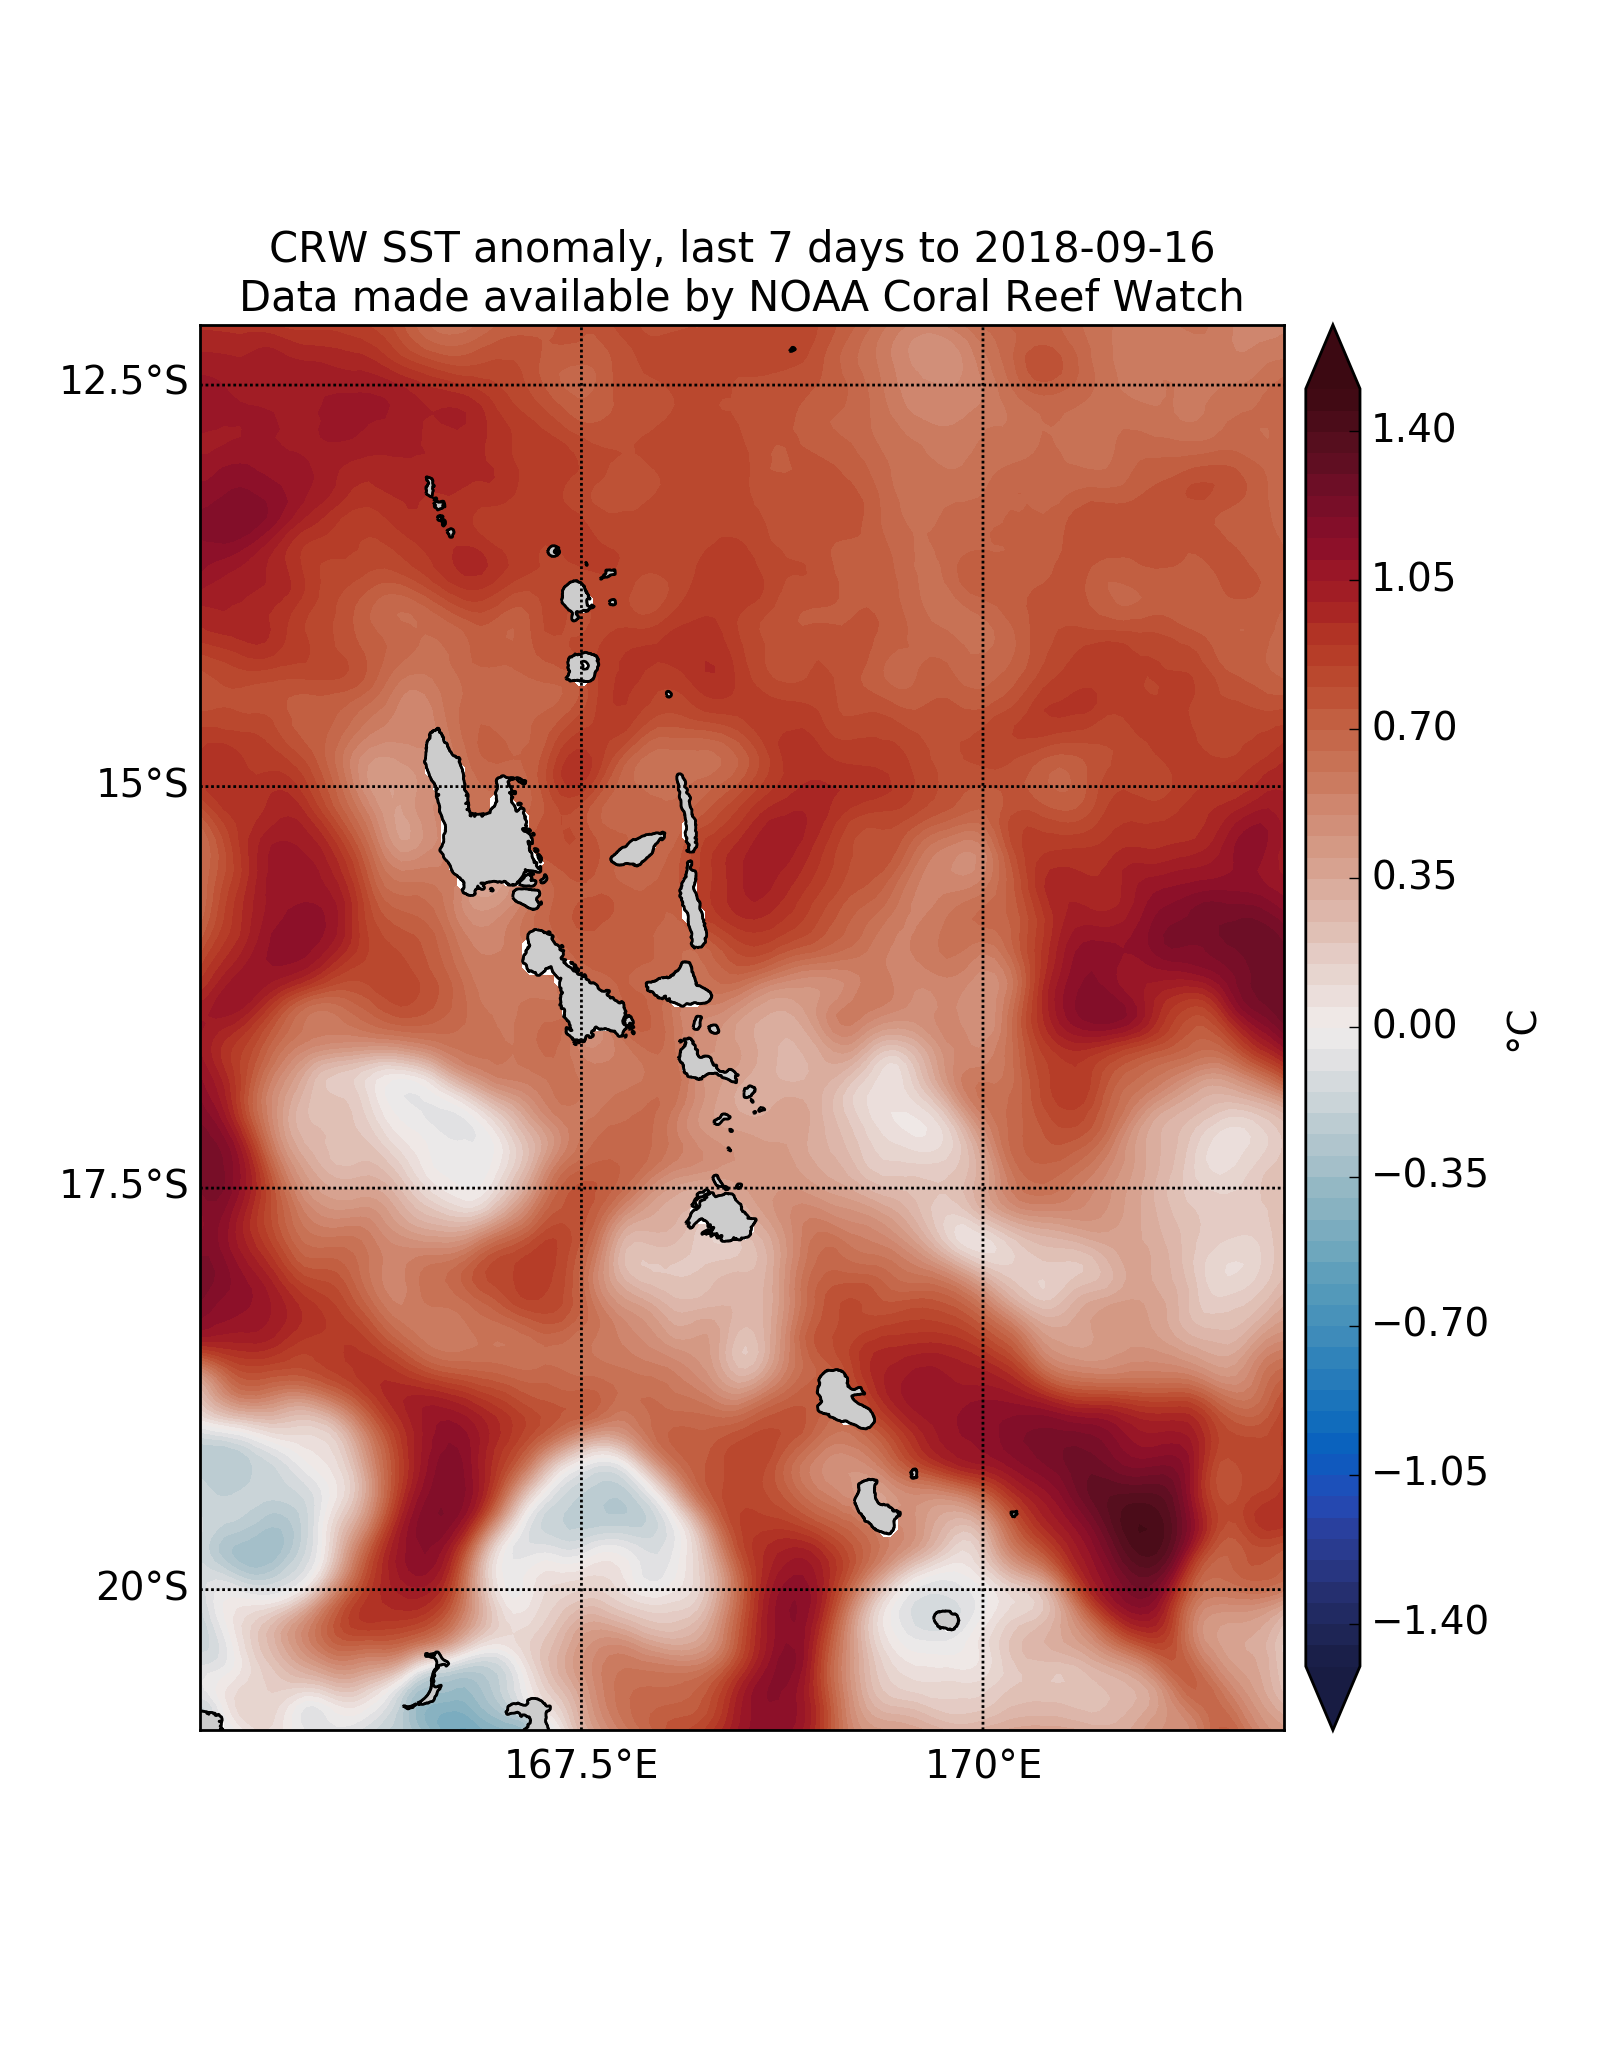 CRW SST anomaly, last 7 days to 2018-09-16
Data made available by NOAA Coral Reef Watch
12.5°S
15°S
17.5°S
20°S
167.5°E
170°E
1.40
1.05
0.70
0.35
0.00
−0.35
−0.70
−1.05
−1.40
°C